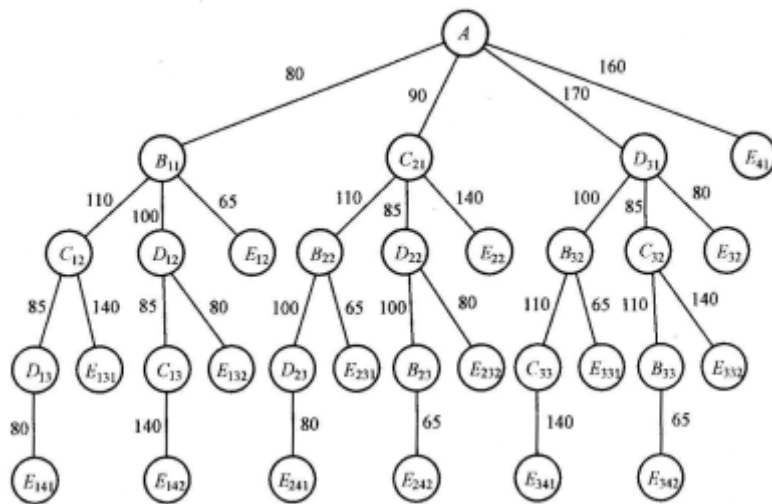 A
80
90
170
160
B11
C21
D31
E41
110
100
65
110
85
140
100
85
80
C12
D12
E12
B22
D22
E22
B32
C32
E32
85
140
85
80
100
65
100
80
110
65
110
140
D13
E131
C13
E132
D23
E231
B23
E232
C33
E331
B33
E332
80
140
80
65
140
65
E141
E142
E241
E242
E341
E342